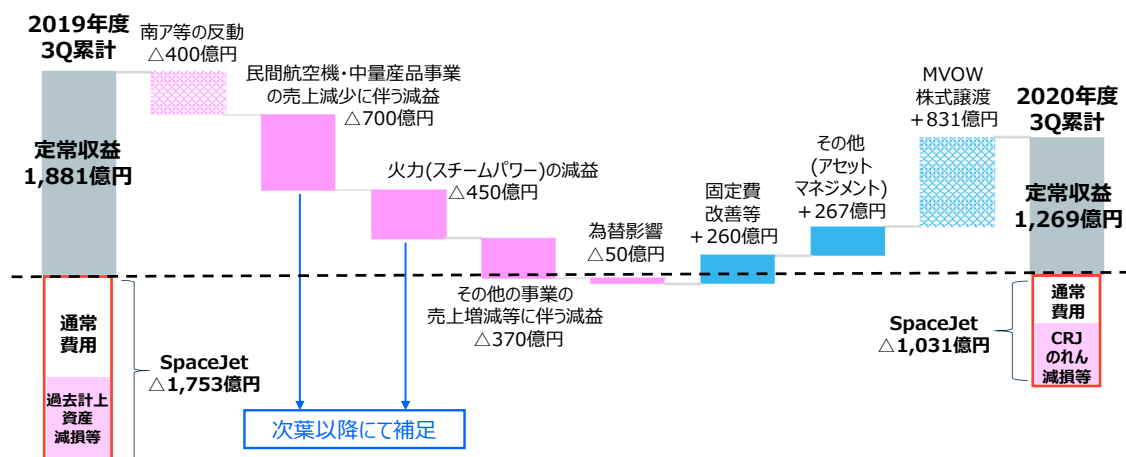 2019年度
3Q累計
定常収益
1,881億円
南ア等の反動
△400億円
民間航空機・中量産品事業
の売上減少に伴う減益
△700億円
火力(スチームパワー)の減益
△450億円
その他の事業の
売上増減等に伴う減益
△370億円
為替影響
△50億円
固定費
改善等
+260億円
その他
(アセット
マネジメント)
+267億円
MVOW
株式譲渡
+831億円
2020年度
3Q累計
定常収益
1,269億円
通常
費用
過去計上
資産
減損等
SpaceJet
△1,753億円
次葉以降にて補足
SpaceJet
△1,031億円
通常
費用
CRJ
のれん
減損等